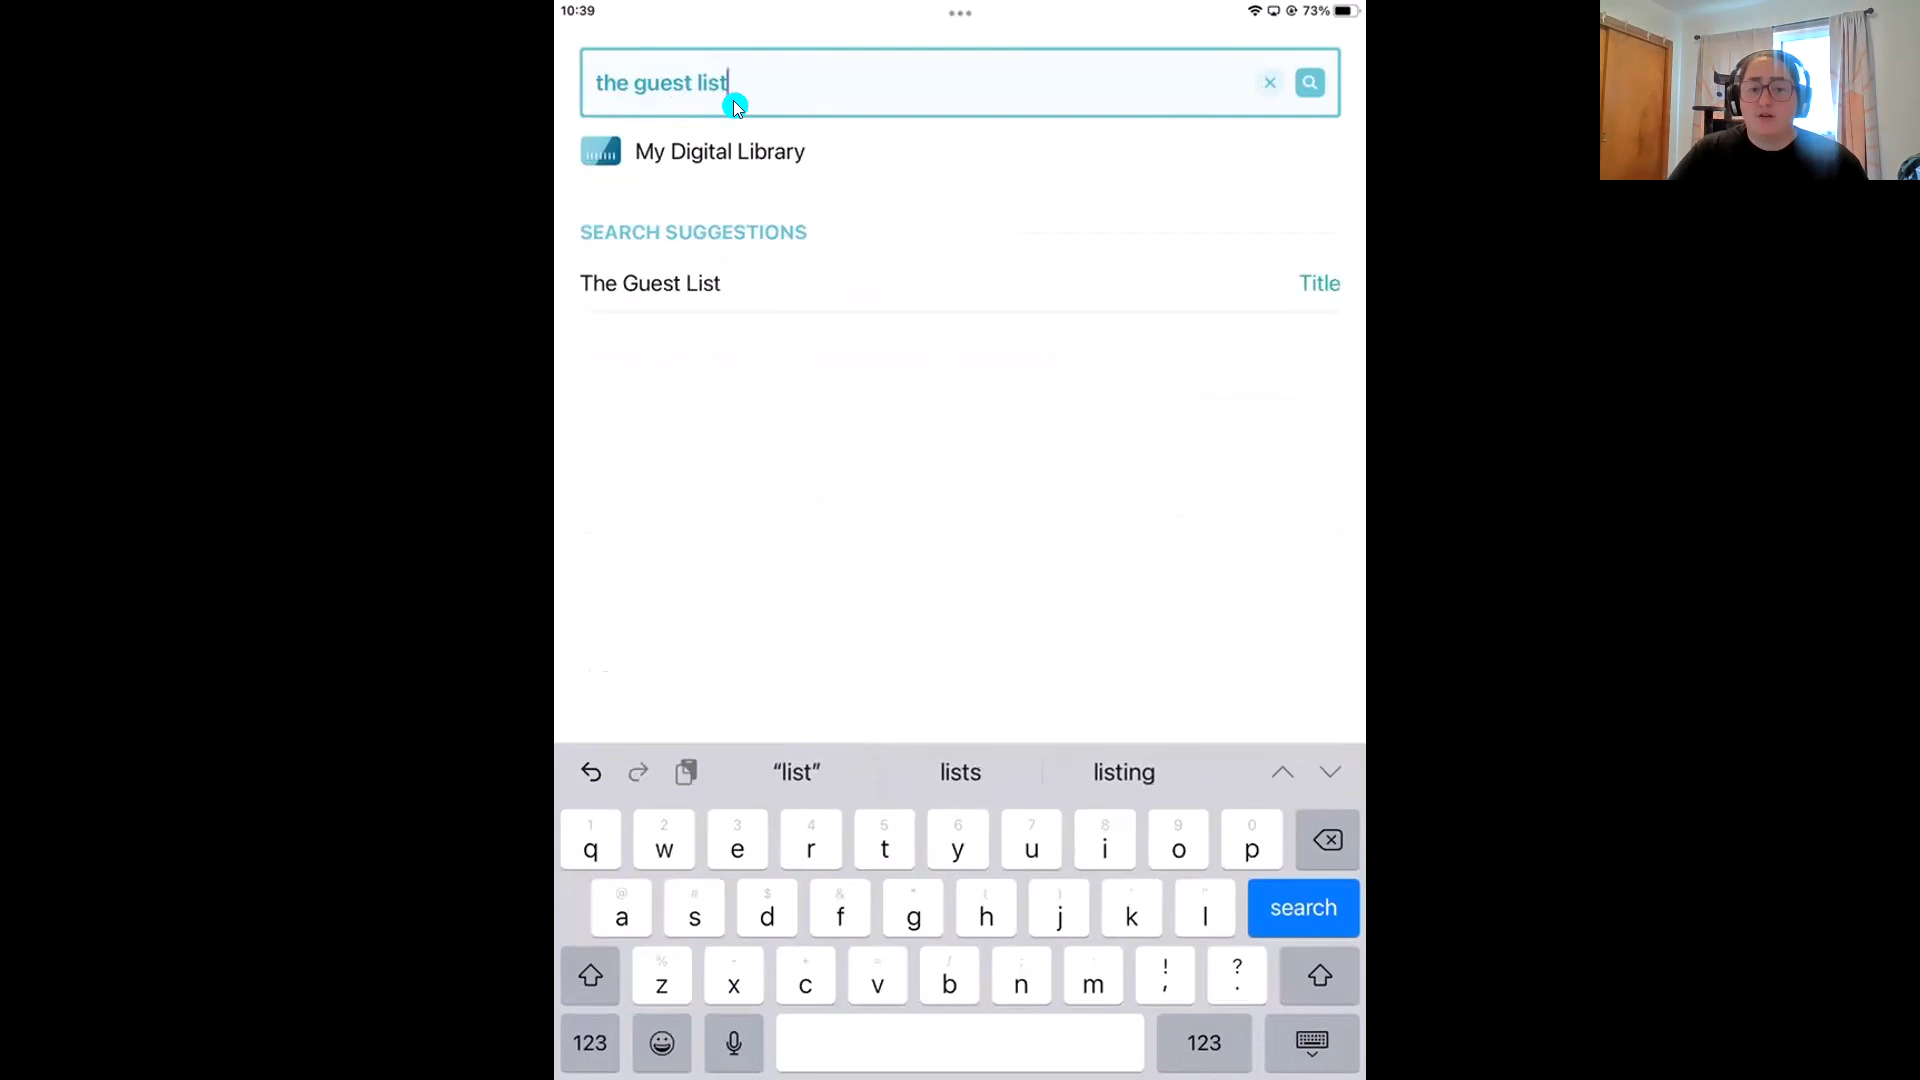 10:39
73%
the guest list
My Digital Library
SEARCH SUGGESTIONS
The Guest List Title
“list” lists listing
1 2 3 4 5 6 7 8 9 0
q w e r t y u i o p
@ # $ & * ( ) ' "
a s d f g h j k l search
% - + = / ; : ! ?
z x c v b n m , .
123 123